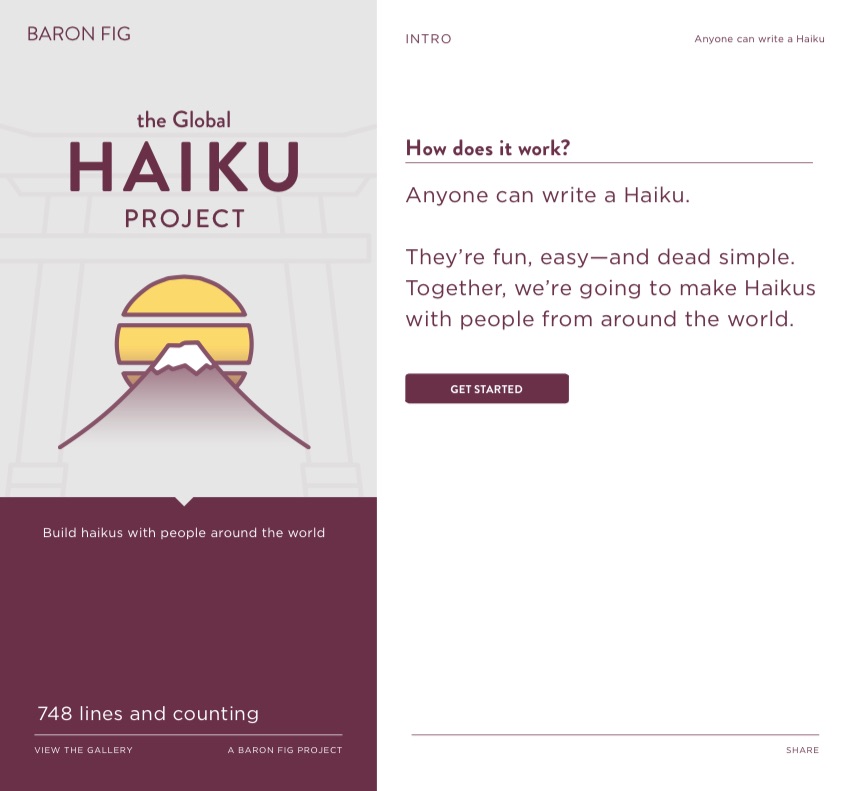 BARON FIG
the Global
HAIKU
PROJECT
Build haikus with people around the world
748 lines and counting
VIEW THE GALLERY
A BARON FIG PROJECT
INTRO
Anyone can write a Haiku
How does it work?
Anyone can write a Haiku.
They’re fun, easy—and dead simple.
Together, we’re going to make Haikus
with people from around the world.
GET STARTED
SHARE